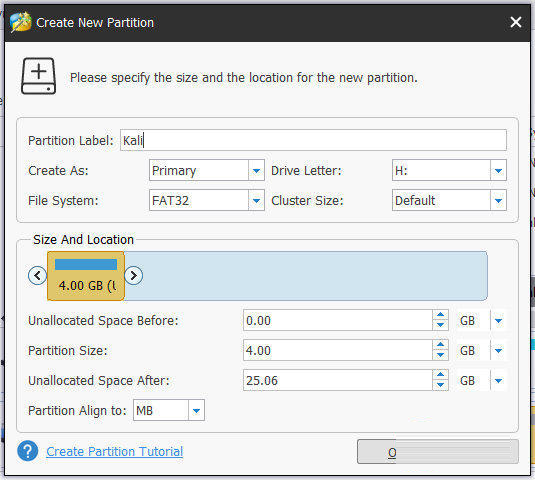 Create New Partition
Please specify the size and the location for the new partition.
Partition Label: Kali
Create As: Primary Drive Letter: H:
File System: FAT32 Cluster Size: Default
Size And Location
4.00 GB (U
Unallocated Space Before: 0.00 GB
Partition Size: 4.00 GB
Unallocated Space After: 25.06 GB
Partition Align to: MB
? Create Partition Tutorial O